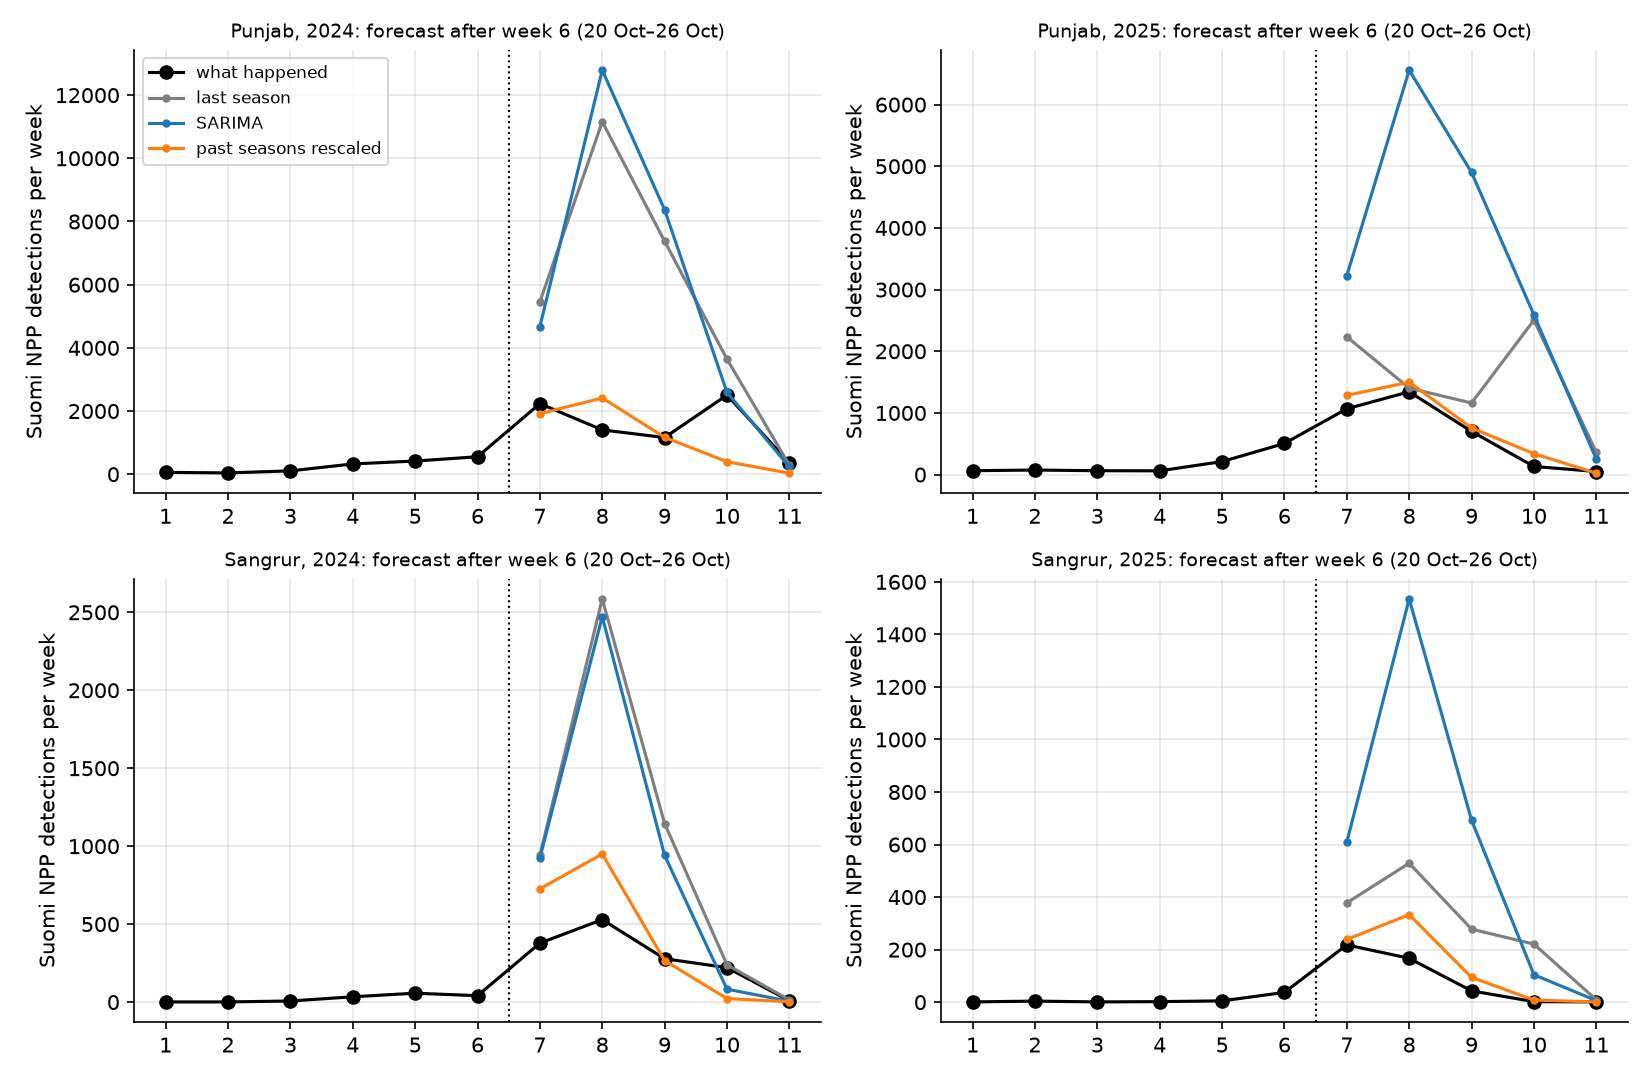 Punjab, 2024: forecast after week 6 (20 Oct–26 Oct)
Suomi NPP detections per week
12000
10000
8000
6000
4000
2000
0
what happened
last season
SARIMA
past seasons rescaled
1 2 3 4 5 6 7 8 9 10 11
Punjab, 2025: forecast after week 6 (20 Oct–26 Oct)
Suomi NPP detections per week
6000
5000
4000
3000
2000
1000
0
1 2 3 4 5 6 7 8 9 10 11
Sangrur, 2024: forecast after week 6 (20 Oct–26 Oct)
Suomi NPP detections per week
2500
2000
1500
1000
500
0
1 2 3 4 5 6 7 8 9 10 11
Sangrur, 2025: forecast after week 6 (20 Oct–26 Oct)
Suomi NPP detections per week
1600
1400
1200
1000
800
600
400
200
0
1 2 3 4 5 6 7 8 9 10 11